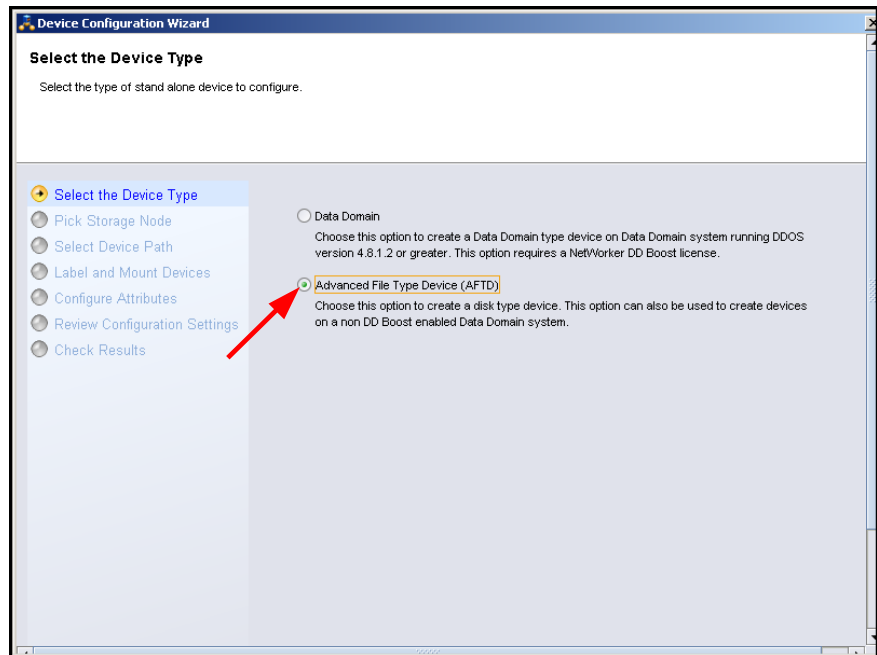 Device Configuration Wizard
Select the Device Type
Select the type of stand alone device to configure.
Select the Device Type
Pick Storage Node
Select Device Path
Label and Mount Devices
Configure Attributes
Review Configuration Settings
Check Results
Data Domain
Choose this option to create a Data Domain type device on Data Domain system running DDOS
version 4.8.1.2 or greater. This option requires a NetWorker DD Boost license.
Advanced File Type Device (AFTD)
Choose this option to create a disk type device. This option can also be used to create devices
on a non DD Boost enabled Data Domain system.